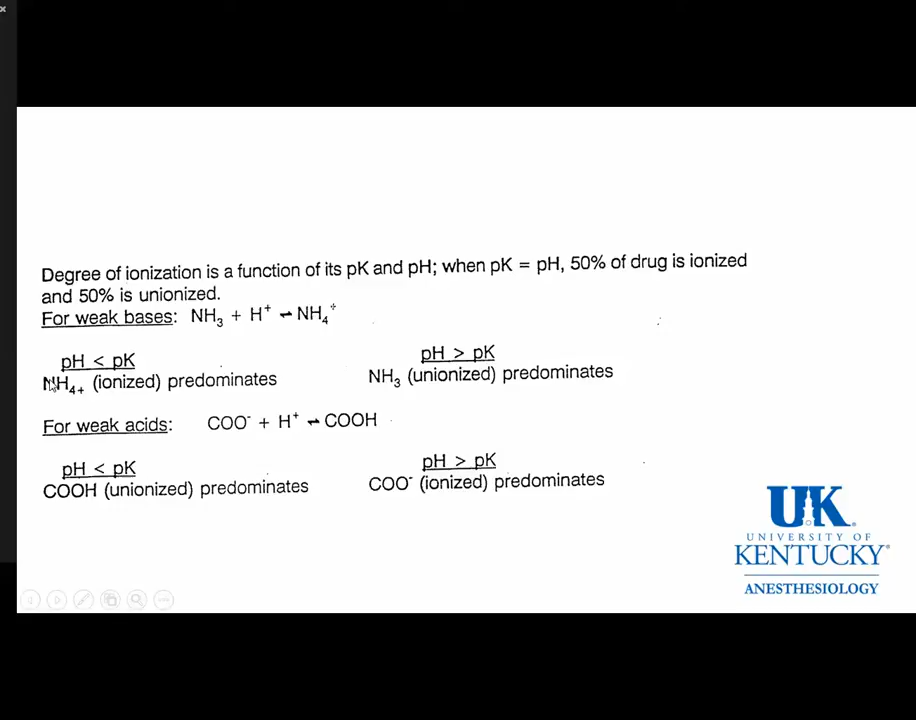 Degree of ionization is a function of its pK and pH; when pK = pH, 50% of drug is ionized
and 50% is unionized.
For weak bases: NH₃ + H⁺ ⇌ NH₄⁺
pH < pK
pH > pK
NH₄₊ (ionized) predominates
NH₃ (unionized) predominates
For weak acids: COO⁻ + H⁺ ⇌ COOH
pH < pK
pH > pK
COOH (unionized) predominates
COO⁻ (ionized) predominates
UK
UNIVERSITY OF
KENTUCKY®
ANESTHESIOLOGY